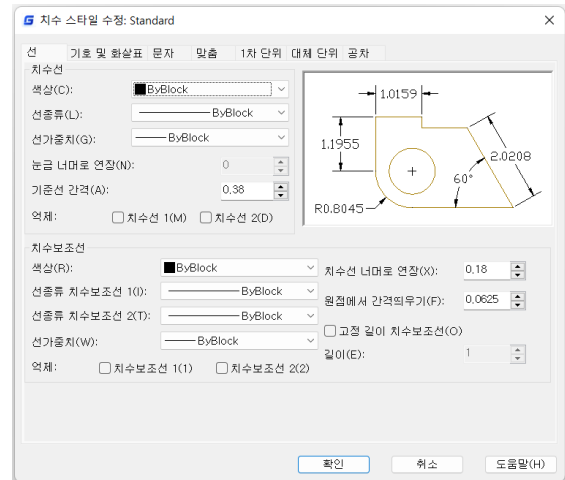 치수 스타일 수정: Standard
선 기호 및 화살표 문자 맞춤 1차 단위 대체 단위 공차
치수선
색상(C): ByBlock
선종류(L): ByBlock
선가중치(G): ByBlock
눈금 너머로 연장(N): 0
기준선 간격(A): 0,38
억제: 치수선 1(M) 치수선 2(D)
1.0159
1.1955
2.0208
60°
R0.8045
치수보조선
색상(R): ByBlock
선종류 치수보조선 1(I): ByBlock
선종류 치수보조선 2(T): ByBlock
선가중치(W): ByBlock
억제: 치수보조선 1(1) 치수보조선 2(2)
치수선 너머로 연장(X): 0,18
원점에서 간격띄우기(F): 0,0625
고정 길이 치수보조선(O)
길이(E): 1
확인 취소 도움말(H)